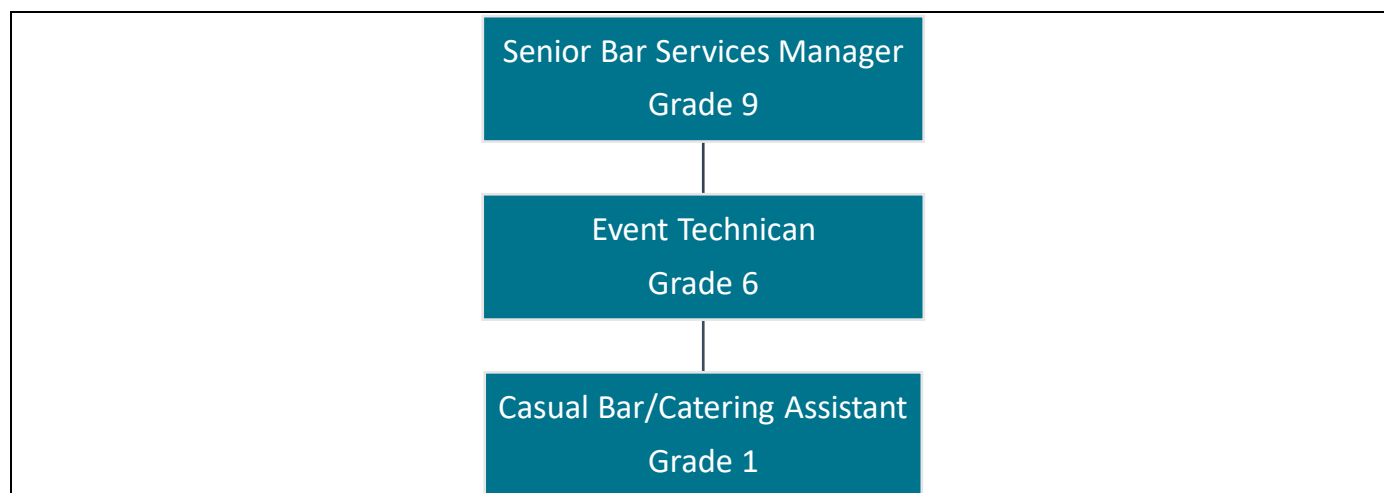 Senior Bar Services Manager
Grade 9
Event Technican
Grade 6
Casual Bar/Catering Assistant
Grade 1